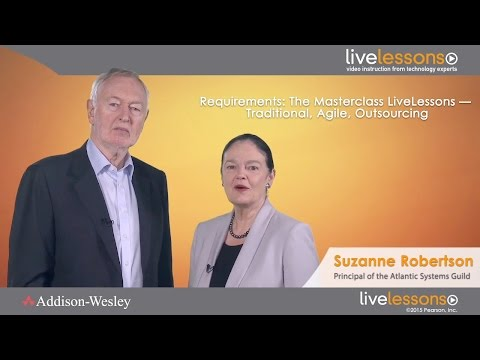 livelessons
video instruction from technology experts
Requirements: The Masterclass LiveLessons —
Traditional, Agile, Outsourcing
Suzanne Robertson
Principal of the Atlantic Systems Guild
Addison-Wesley
livelessons
©2015 Pearson, Inc.